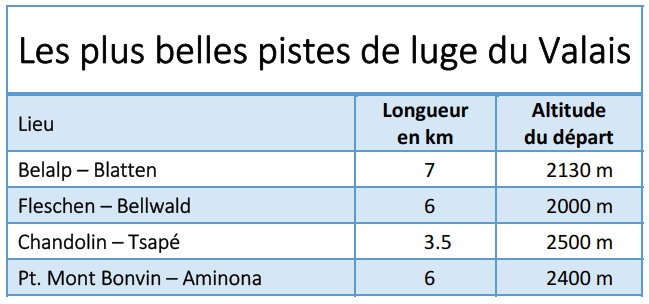 Les plus belles pistes de luge du Valais
Lieu Longueur en km Altitude du départ
Belalp – Blatten 7 2130 m
Fleschen – Bellwald 6 2000 m
Chandolin – Tsapé 3.5 2500 m
Pt. Mont Bonvin – Aminona 6 2400 m